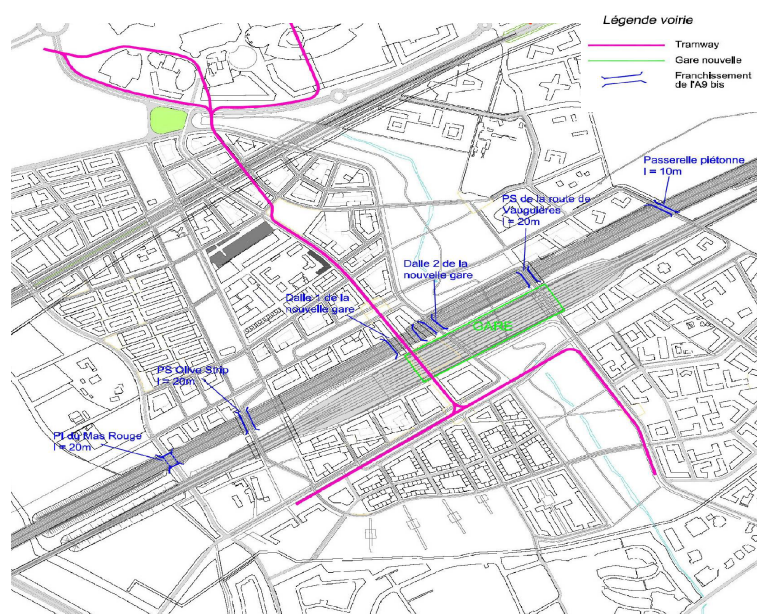 Légende voirie
Tramway
Gare nouvelle
Franchissement
de l'A9 bis
Passerelle piétonne
l = 10m
PS de la route de
Vauguières
l = 20m
Dalle 2 de la
nouvelle gare
Dalle 1 de la
nouvelle gare
GARE
PS Olive Strip
l = 20m
PI du Mas Rouge
l = 20m